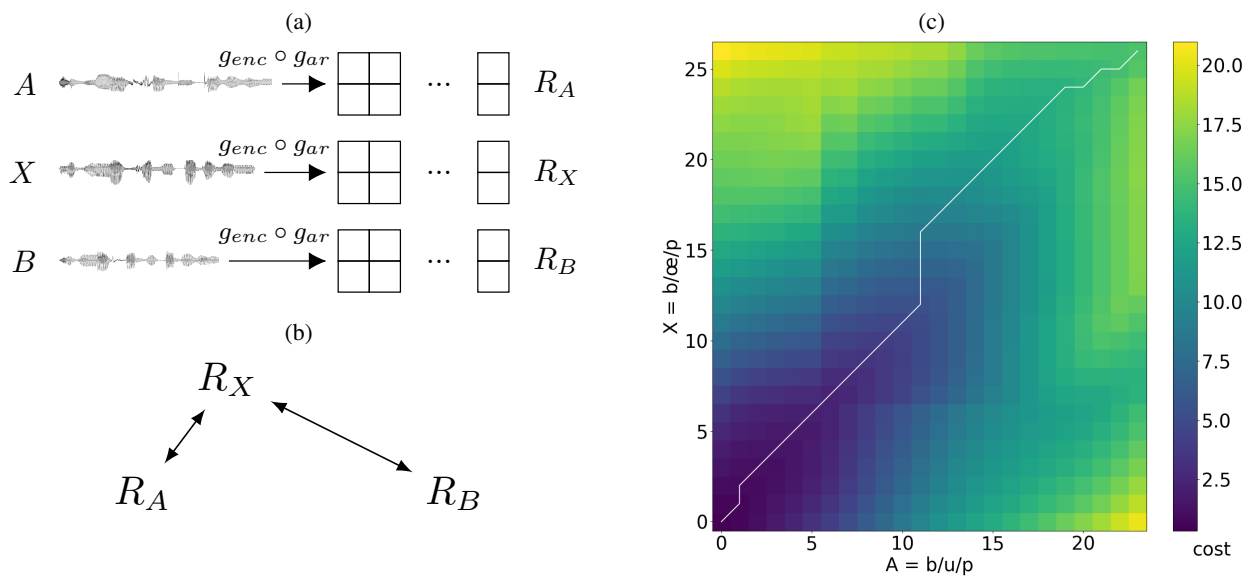 (a)
A g_enc ∘ g_ar ... R_A
X g_enc ∘ g_ar ... R_X
B g_enc ∘ g_ar ... R_B
(b)
R_X
R_A R_B
(c)
25
20
15
10
5
0
0 5 10 15 20
X = b/œ/p
A = b/u/p
20.0
17.5
15.0
12.5
10.0
7.5
5.0
2.5
cost